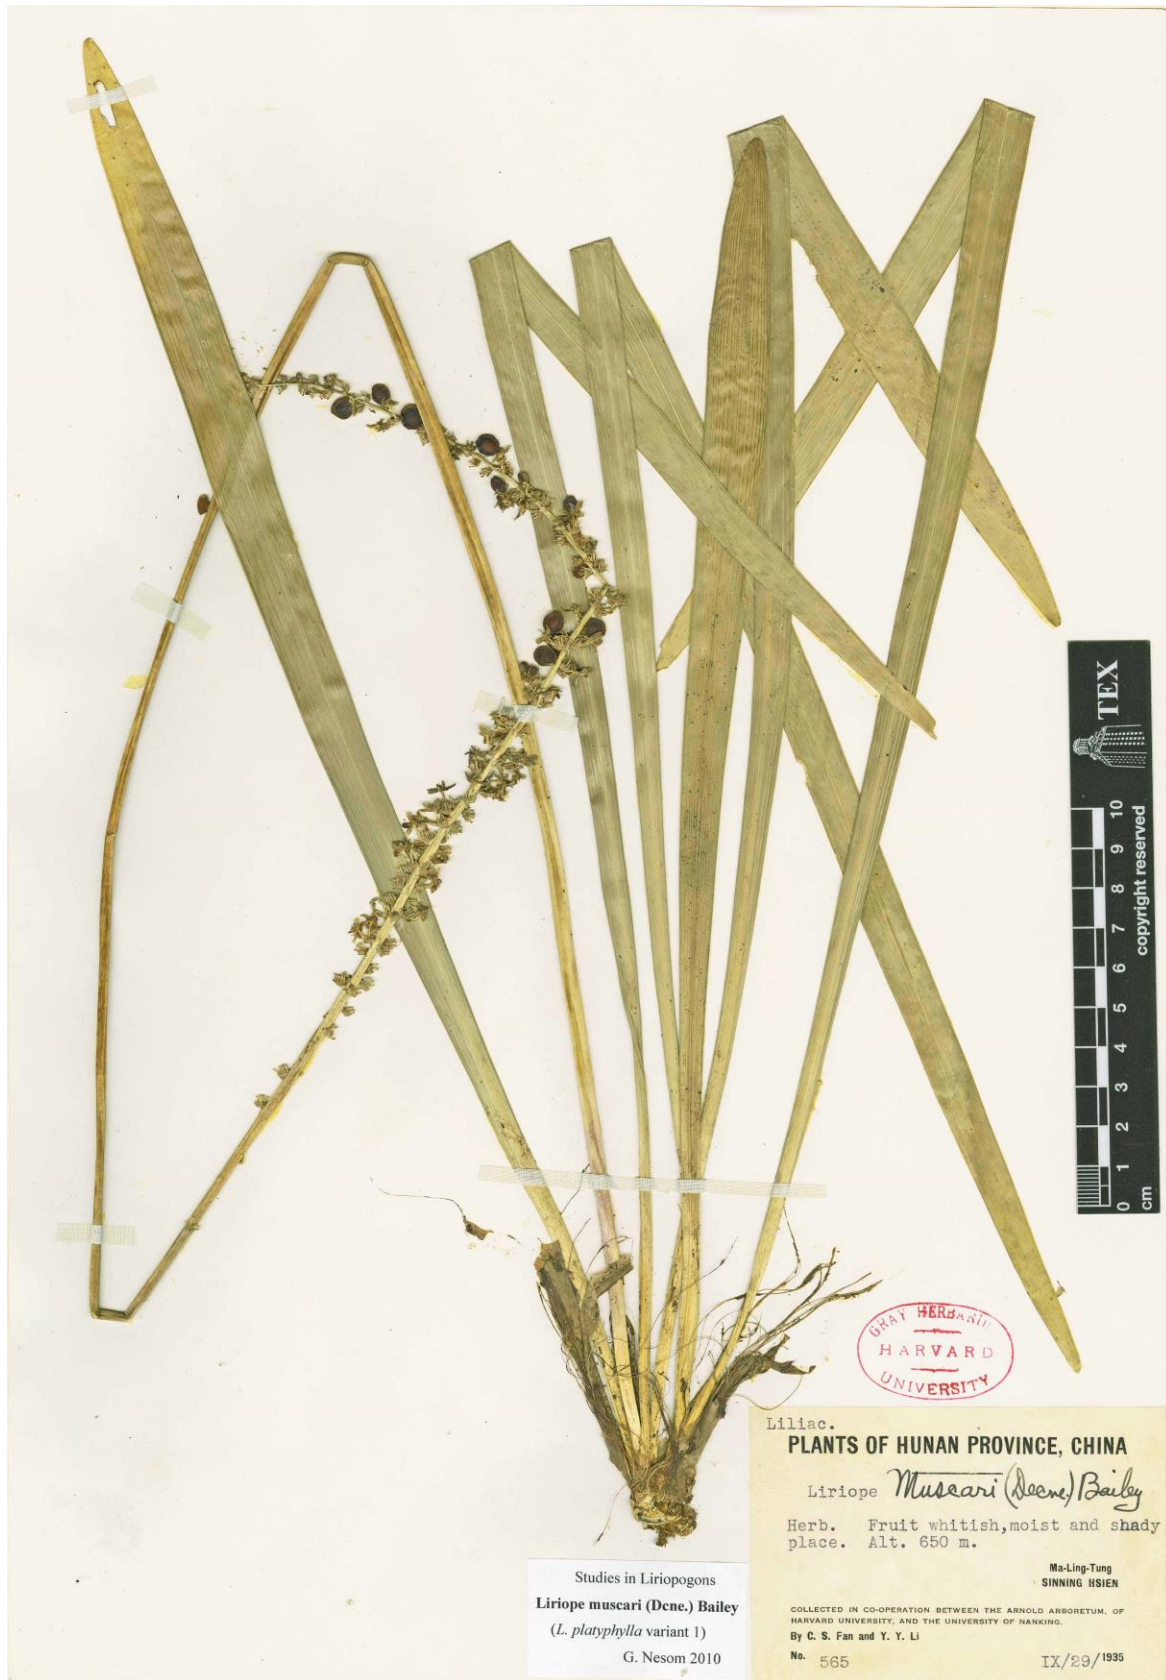 TEX
copyright reserved
10
9
8
7
6
5
4
3
2
1
0
cm
GRAY HERBARIU
HARVARD
UNIVERSITY
Liliac.
PLANTS OF HUNAN PROVINCE, CHINA
Liriope Muscari (Decne.) Bailey
Herb. Fruit whitish, moist and shady
place. Alt. 650 m.
Ma-Ling-Tung
SINNING HSIEN
COLLECTED IN CO-OPERATION BETWEEN THE ARNOLD ARBORETUM, OF
HARVARD UNIVERSITY, AND THE UNIVERSITY OF NANKING.
By C. S. Fan and Y. Y. Li
No. 565 IX/29/1935
Studies in Liriopogons
Liriope muscari (Dcne.) Bailey
(L. platyphylla variant 1)
G. Nesom 2010